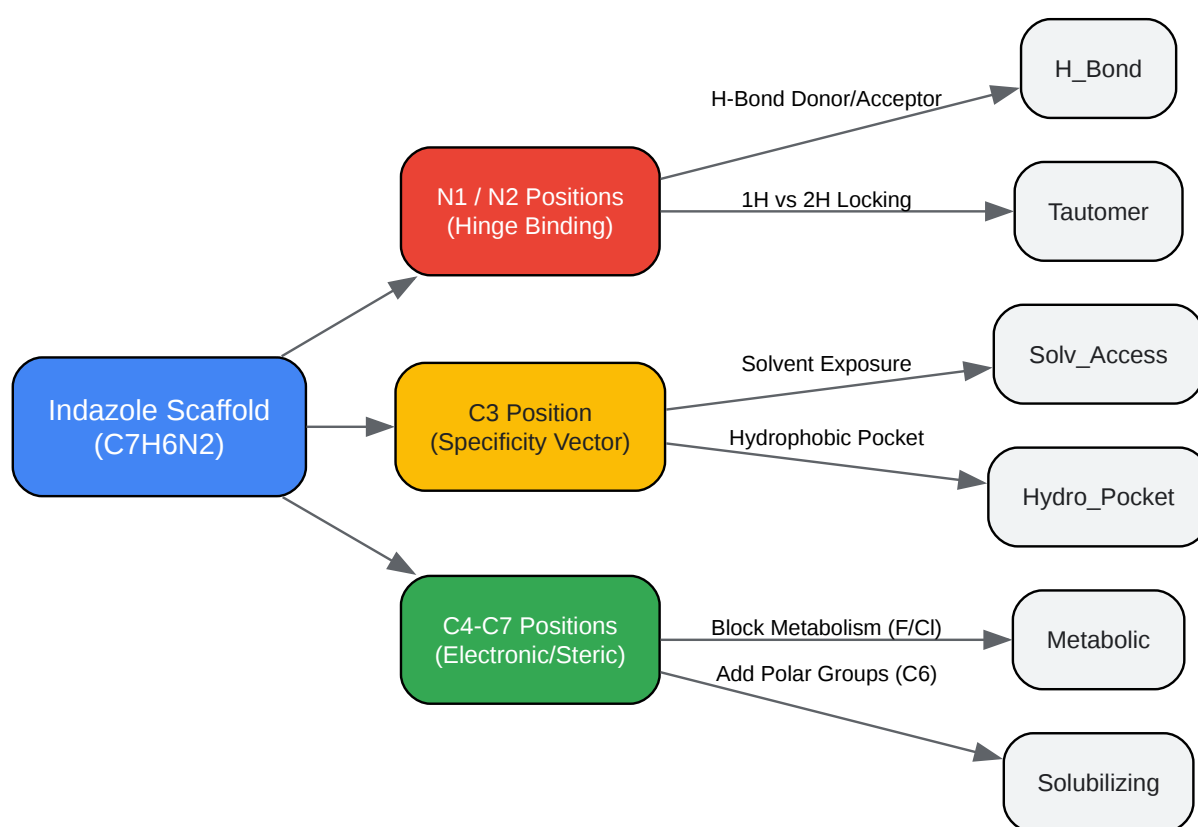 H_Bond
H-Bond Donor/Acceptor
N1 / N2 Positions
(Hinge Binding)
1H vs 2H Locking
Tautomer
Indazole Scaffold
(C7H6N2)
C3 Position
(Specificity Vector)
Solvent Exposure
Solv_Access
Hydrophobic Pocket
Hydro_Pocket
C4-C7 Positions
(Electronic/Steric)
Block Metabolism (F/Cl)
Metabolic
Add Polar Groups (C6)
Solubilizing